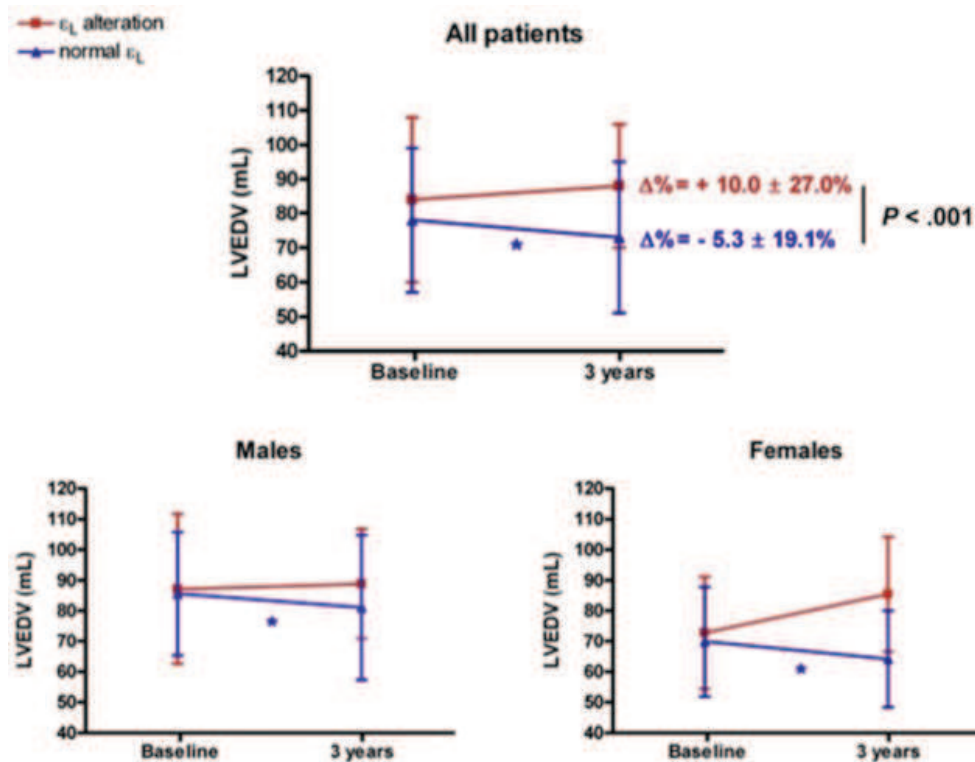 ε_L alteration
normal ε_L
All patients
120
110
100
90
80
70
60
50
40
LVEDV (mL)
Δ%= + 10.0 ± 27.0%
Δ%= - 5.3 ± 19.1%
P < .001
*
Baseline 3 years
Males
120
110
100
90
80
70
60
50
40
LVEDV (mL)
*
Baseline 3 years
Females
120
110
100
90
80
70
60
50
40
LVEDV (mL)
*
Baseline 3 years